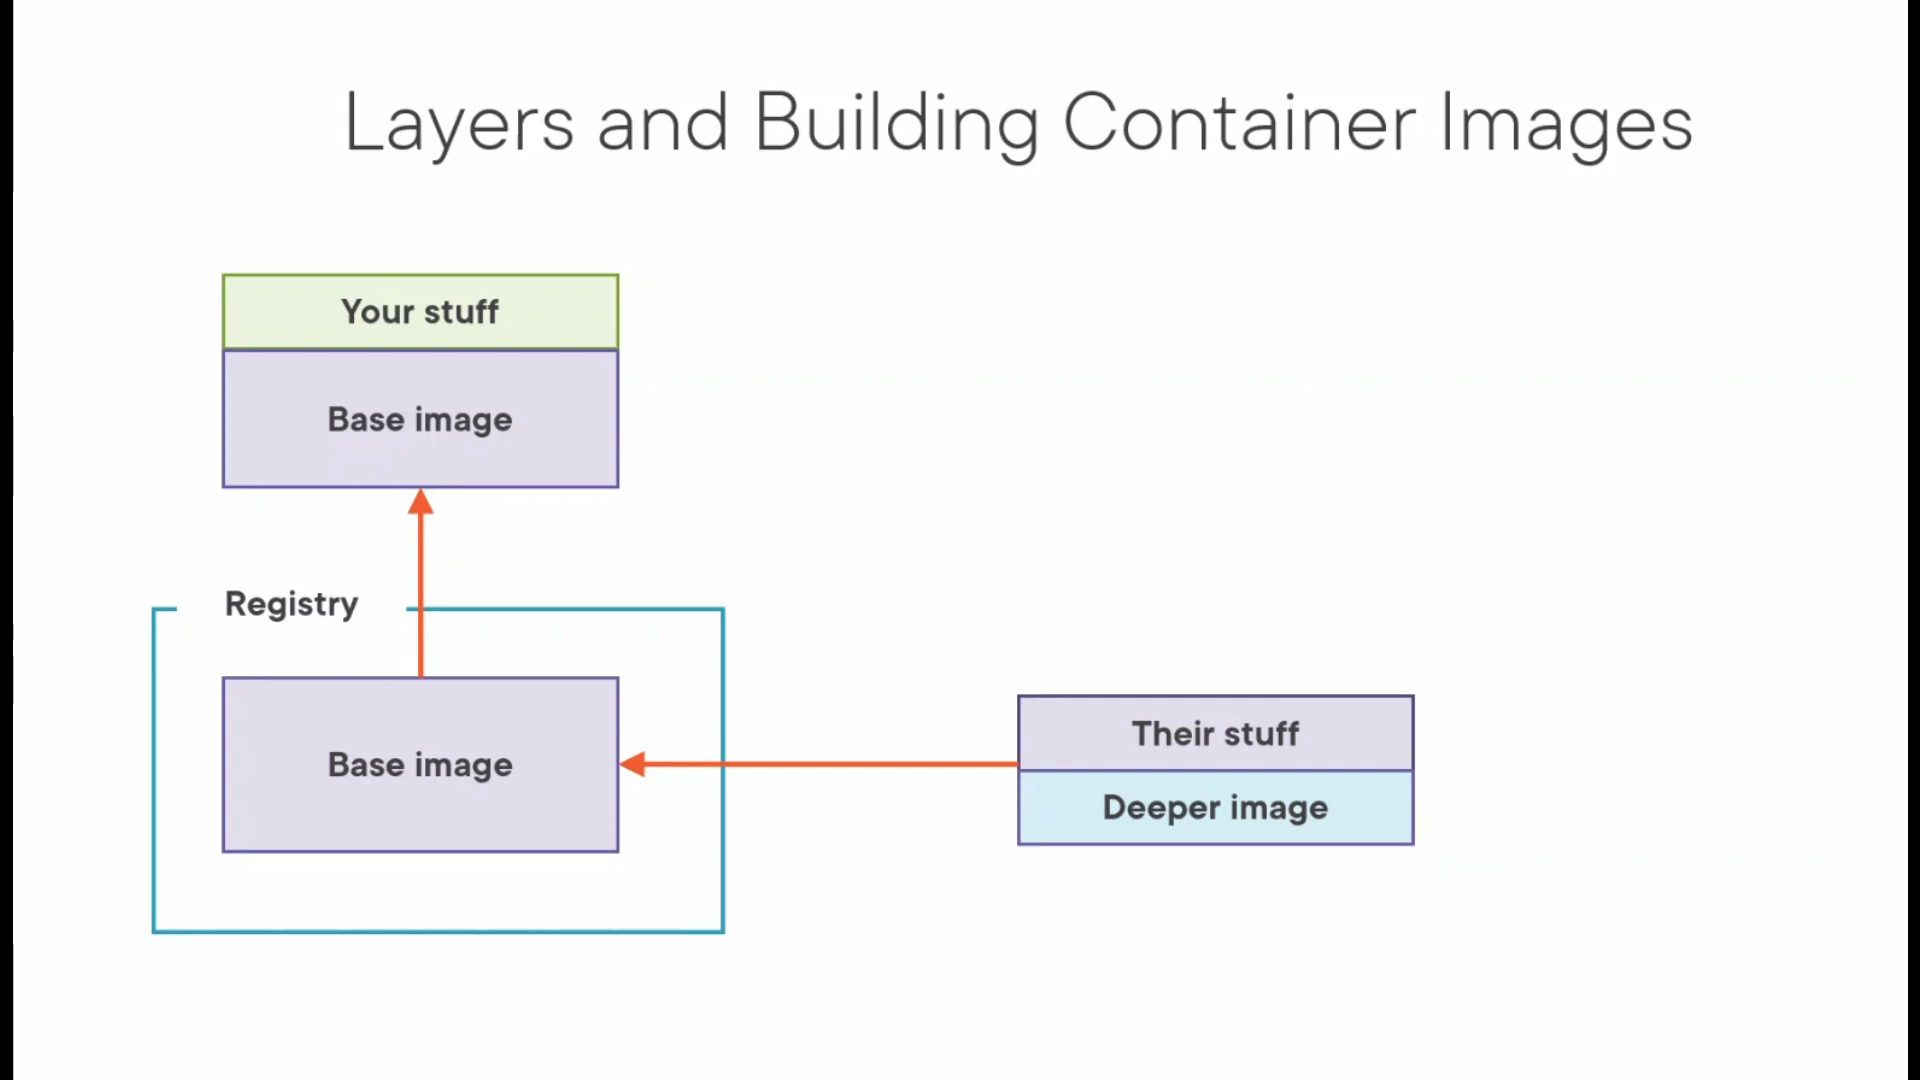 Layers and Building Container Images
Your stuff
Base image
Registry
Base image
Their stuff
Deeper image